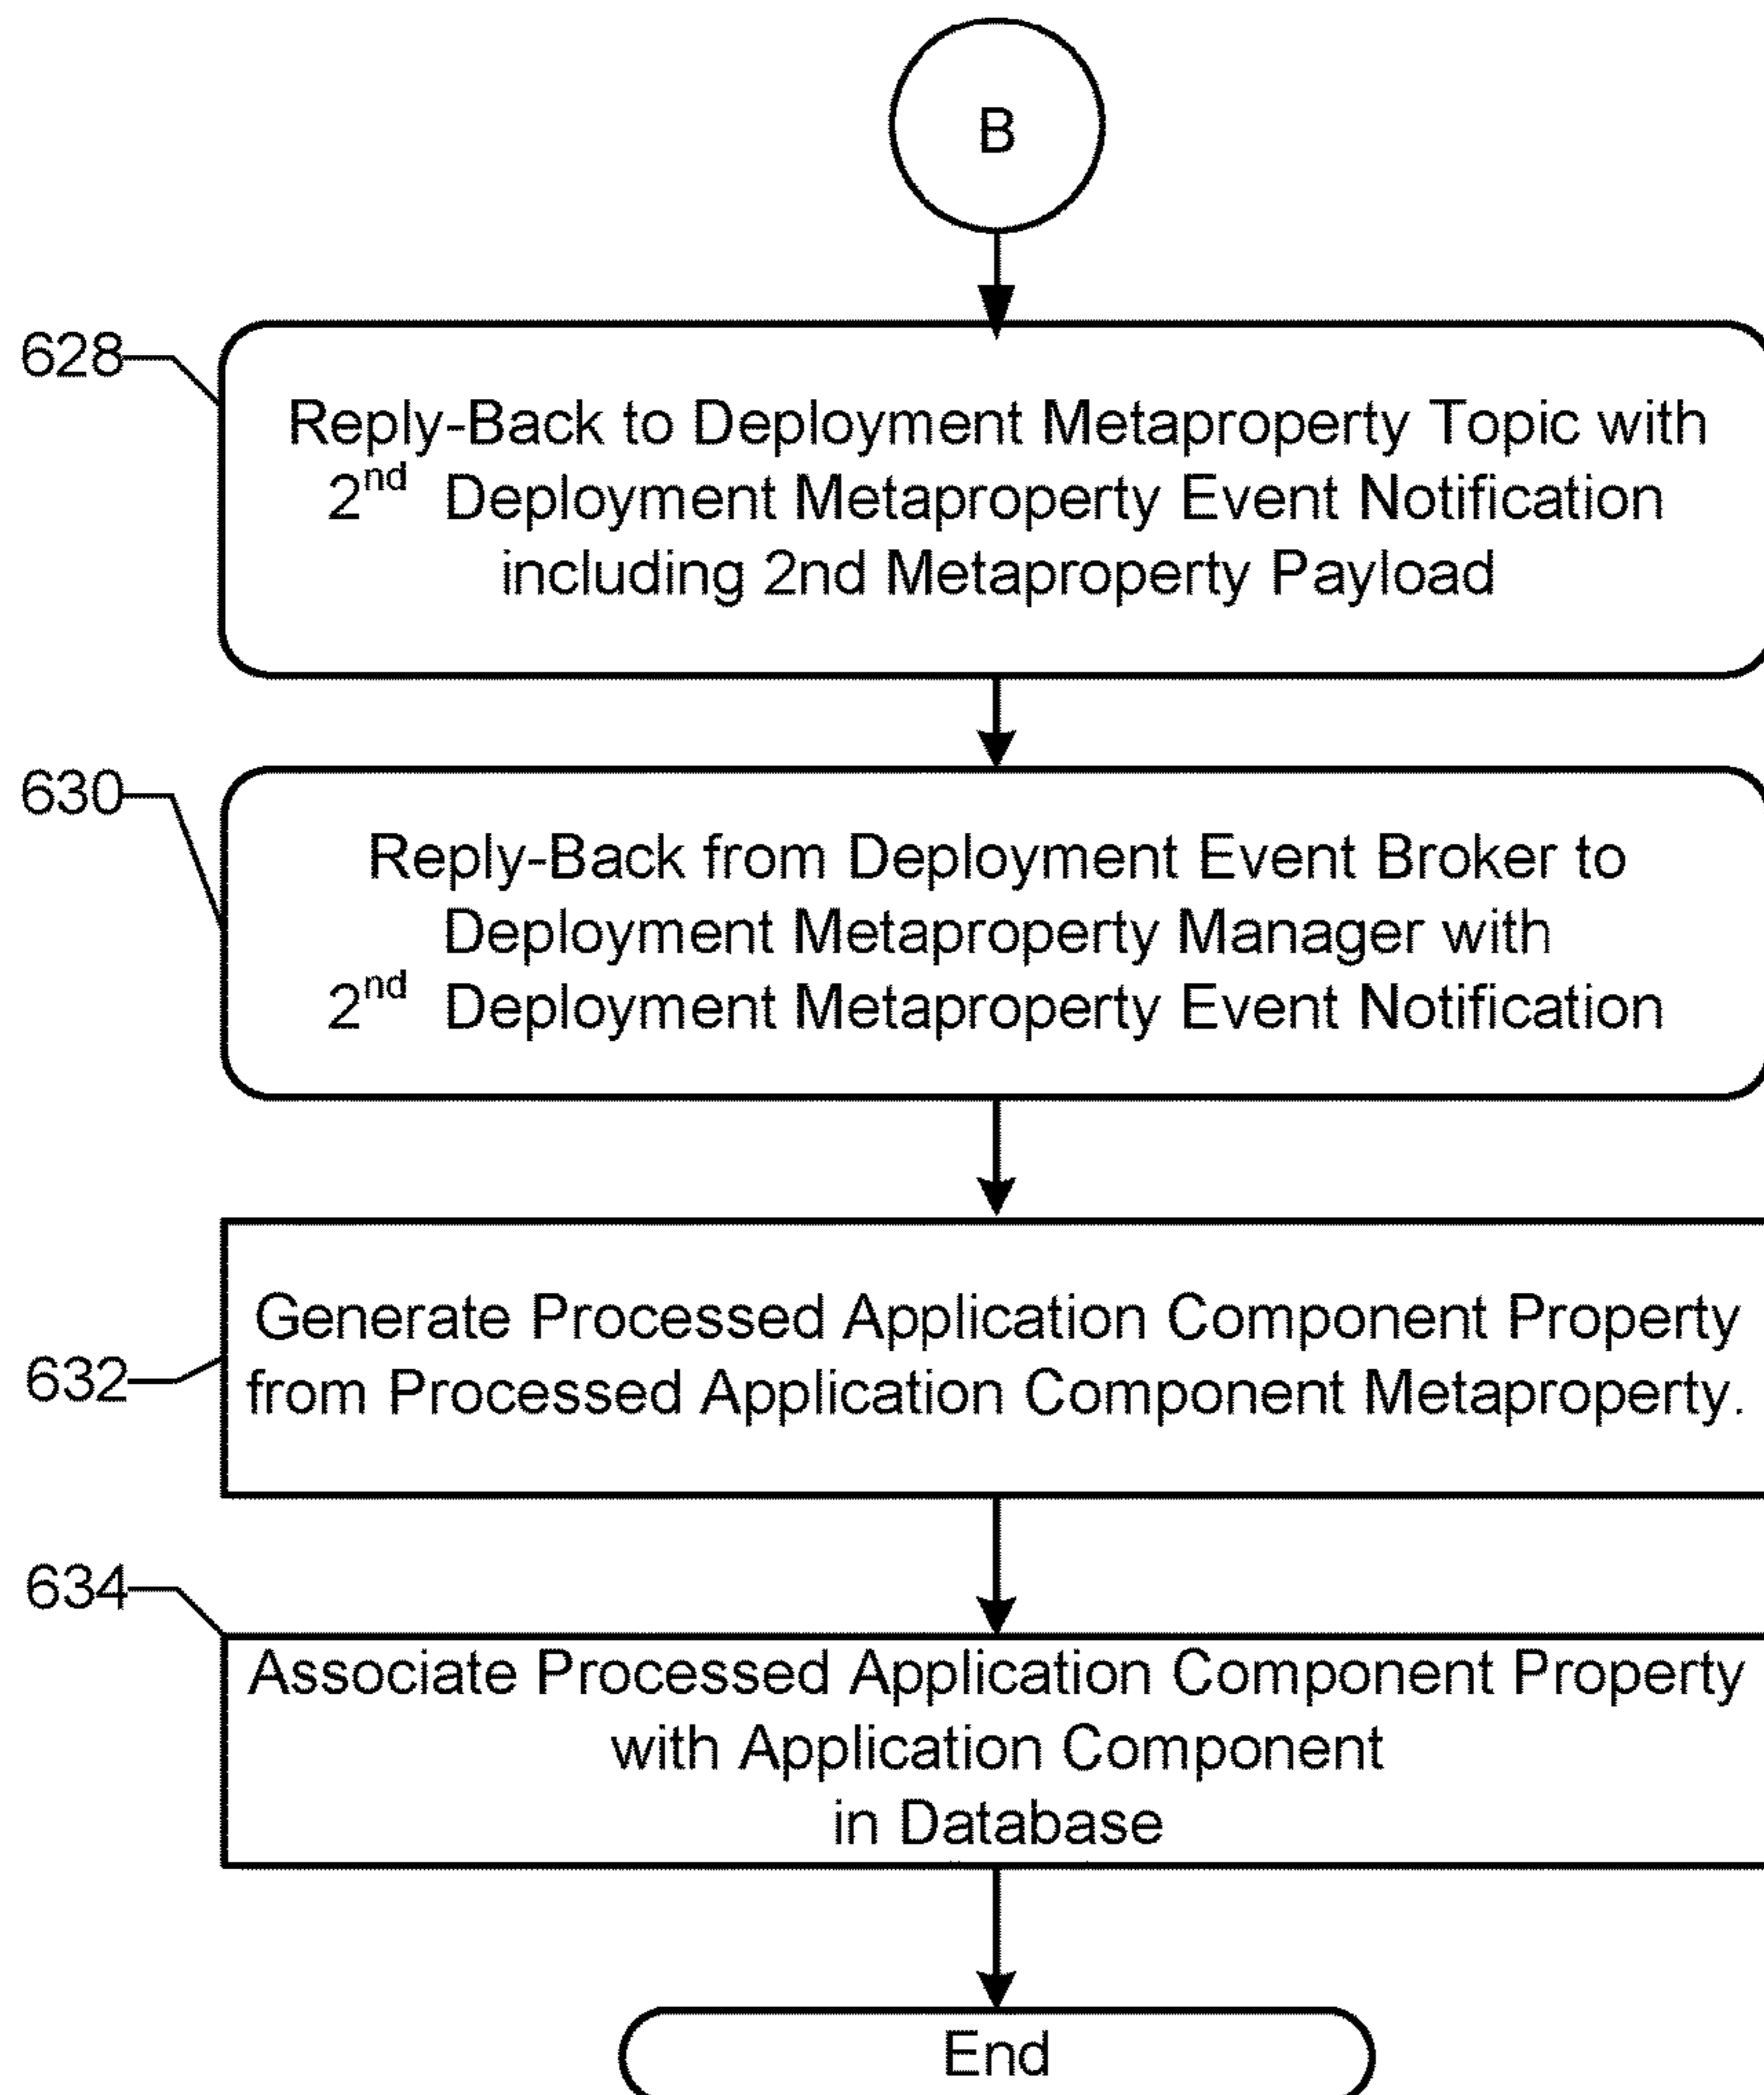 B
628
Reply-Back to Deployment Metaproperty Topic with
2nd Deployment Metaproperty Event Notification
including 2nd Metaproperty Payload
630
Reply-Back from Deployment Event Broker to
Deployment Metaproperty Manager with
2nd Deployment Metaproperty Event Notification
632
Generate Processed Application Component Property
from Processed Application Component Metaproperty.
634
Associate Processed Application Component Property
with Application Component
in Database
End